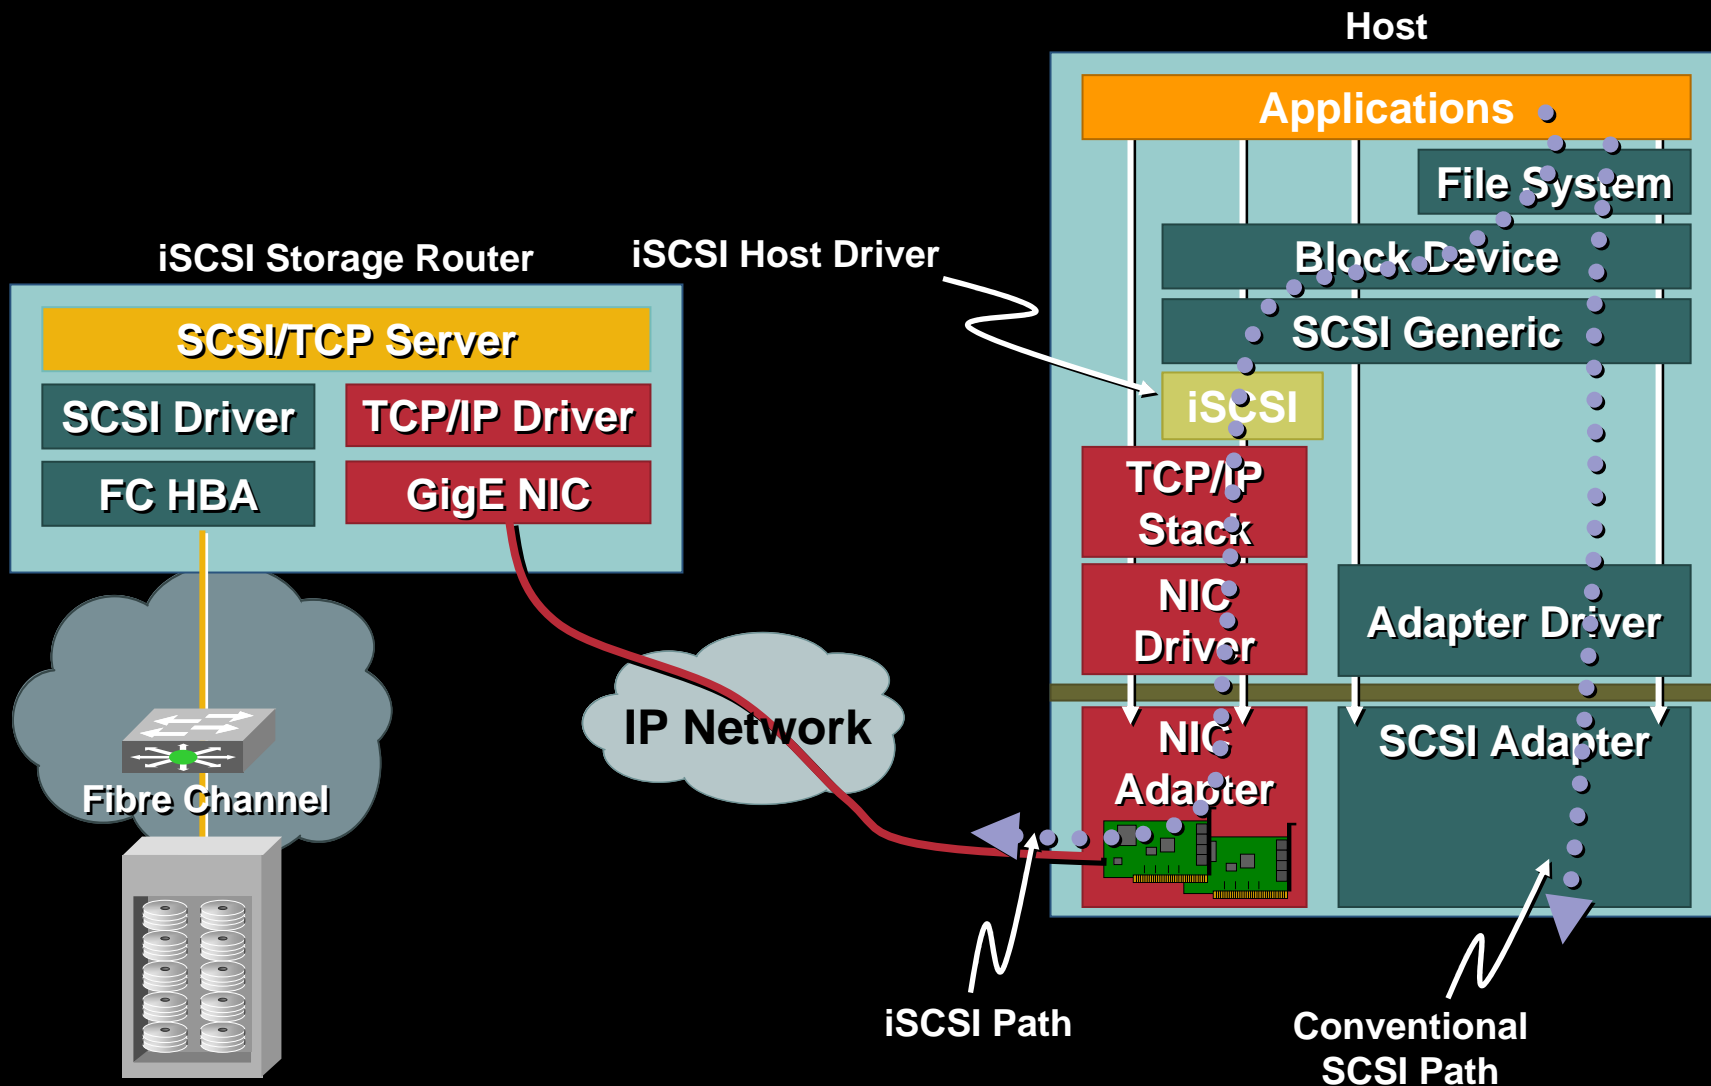 Host
Applications
File System
Block Device
SCSI Generic
iSCSI Host Driver
iSCSI
TCP/IP
Stack
NIC
Driver
Adapter Driver
NIC
Adapter
SCSI Adapter
iSCSI Storage Router
SCSI/TCP Server
SCSI Driver
TCP/IP Driver
FC HBA
GigE NIC
IP Network
Fibre Channel
iSCSI Path
Conventional
SCSI Path